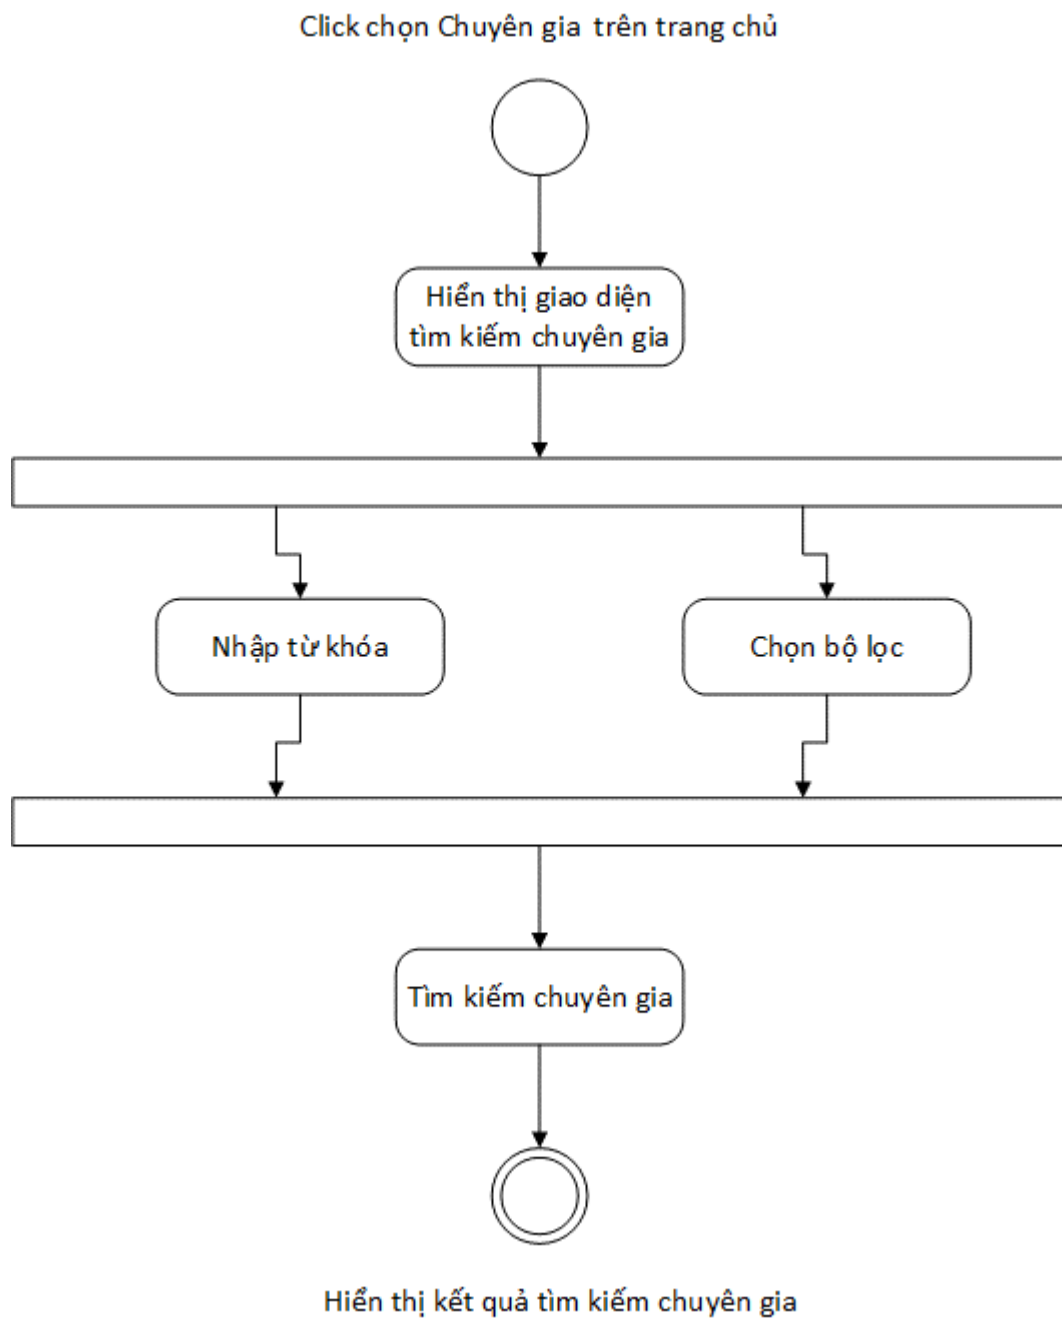 Click chọn Chuyên gia trên trang chủ
Hiển thị giao diện
tìm kiếm chuyên gia
Nhập từ khóa
Chọn bộ lọc
Tìm kiếm chuyên gia
Hiển thị kết quả tìm kiếm chuyên gia